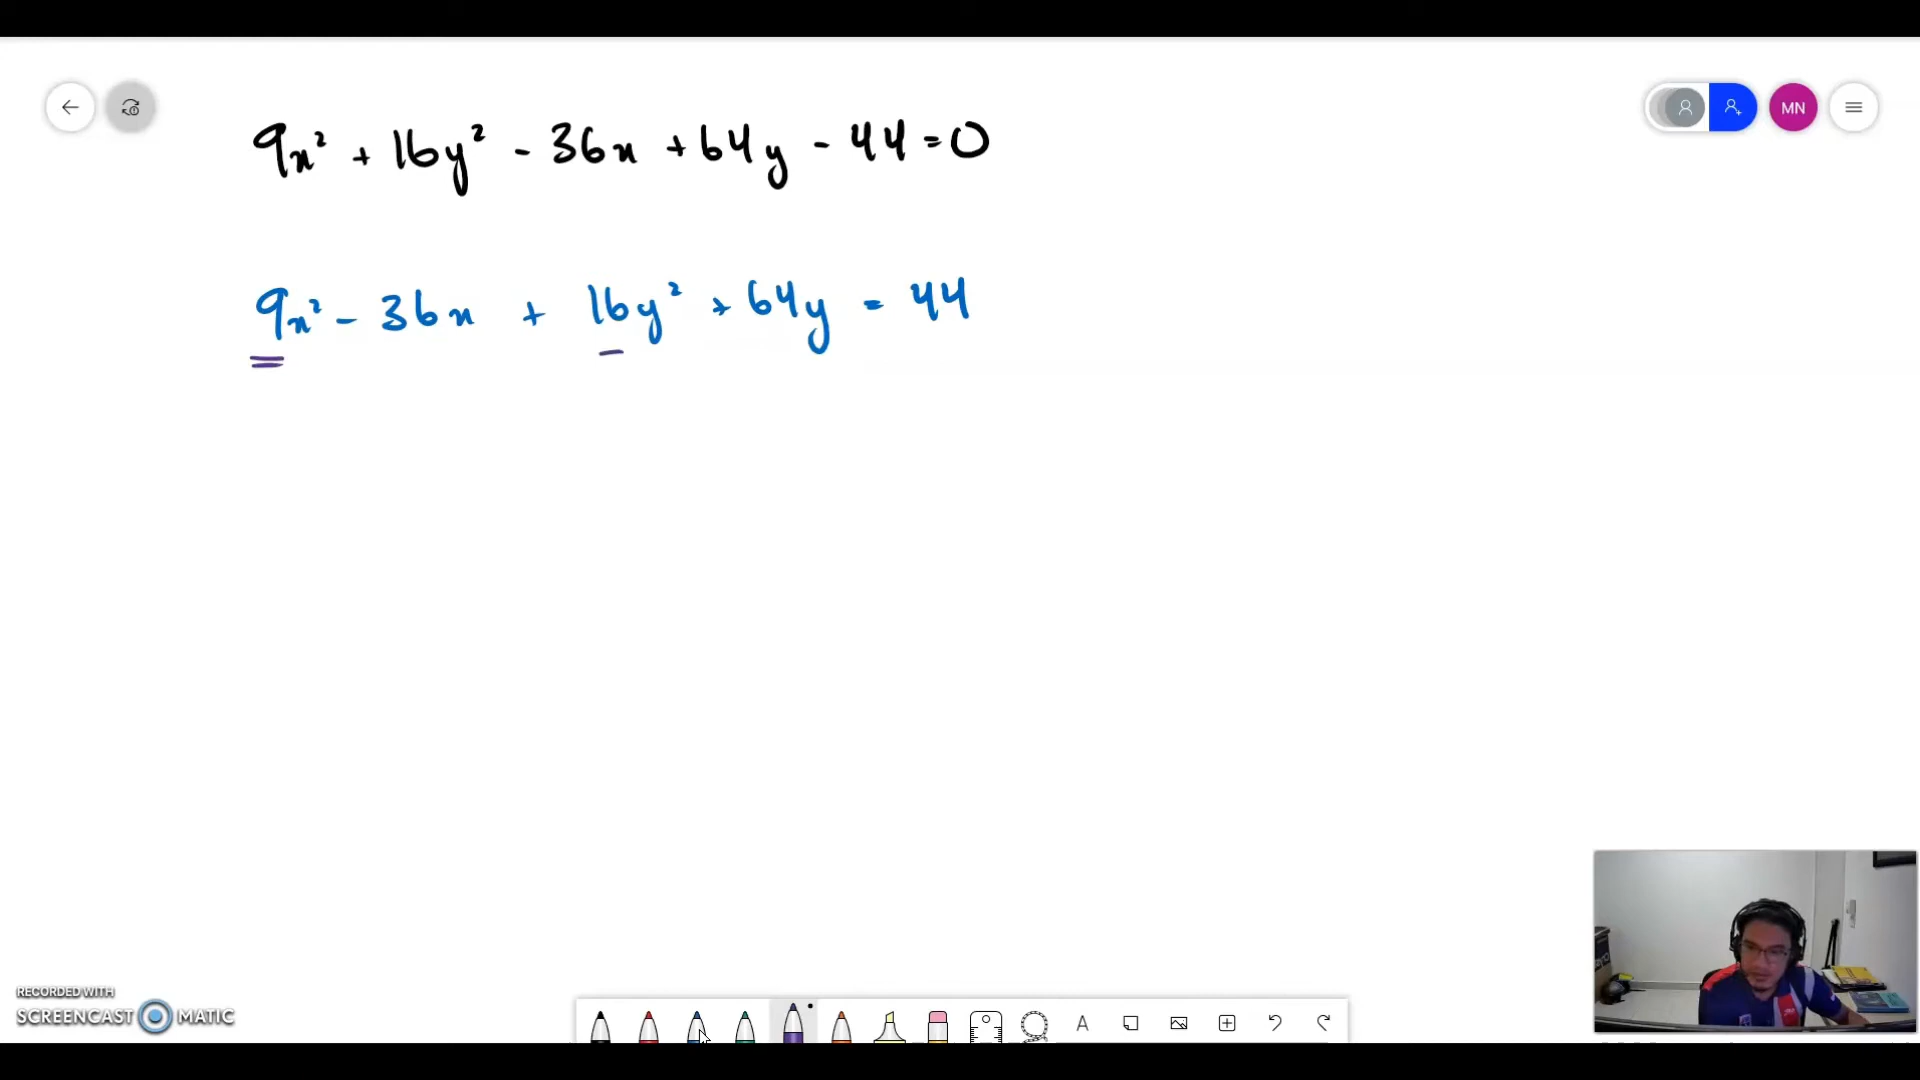 MN
9x² + 16y² - 36x + 64y - 44 = 0
9x² - 36x + 16y² + 64y = 44
RECORDED WITH
SCREENCAST MATIC
A